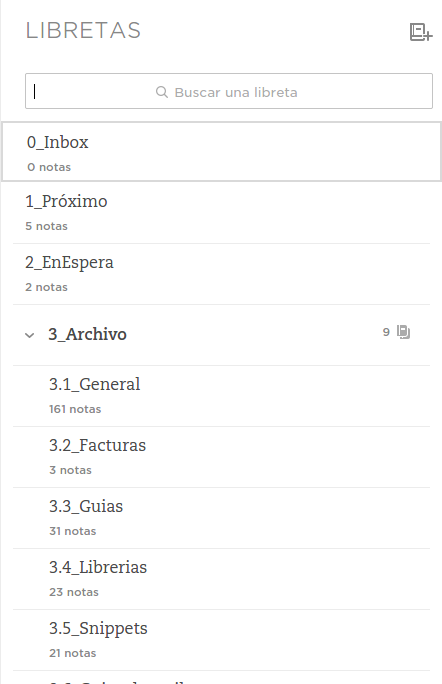 LIBRETAS
Buscar una libreta
0_Inbox
0 notas
1_Próximo
5 notas
2_EnEspera
2 notas
3_Archivo 9
3.1_General
161 notas
3.2_Facturas
3 notas
3.3_Guias
31 notas
3.4_Librerias
23 notas
3.5_Snippets
21 notas